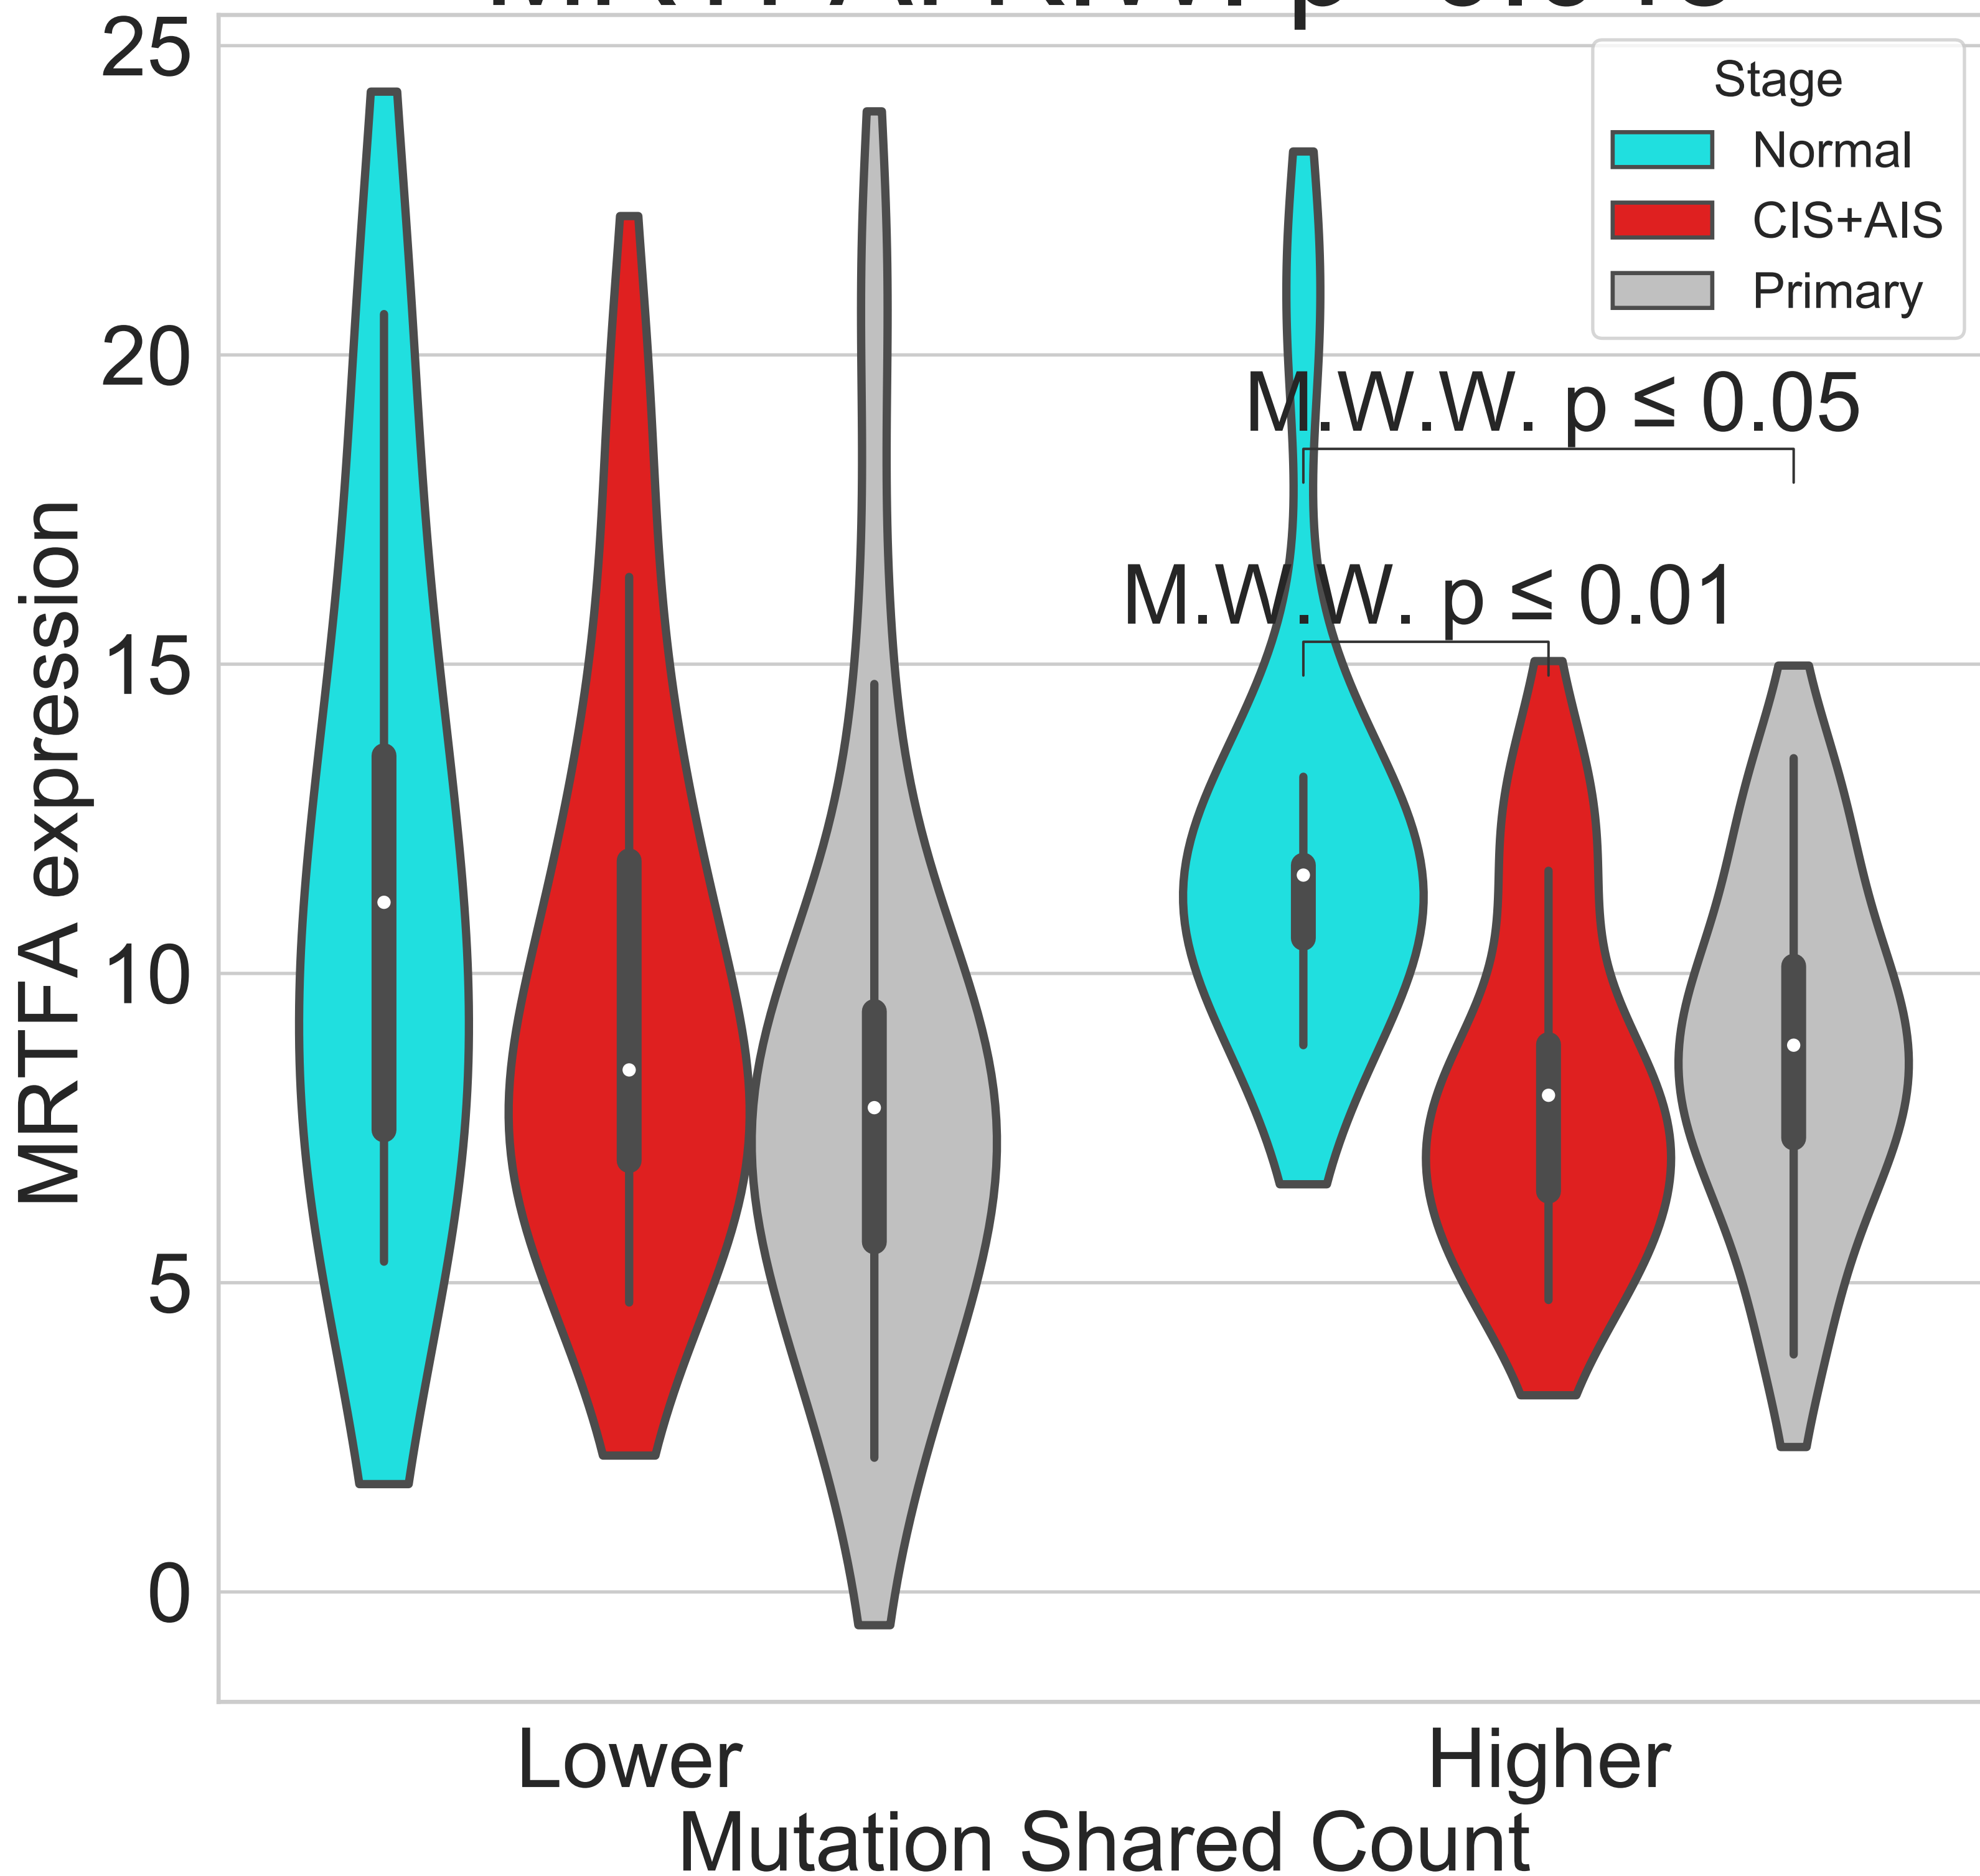 25
Stage
Normal
CIS+AIS
Primary
20
M.W.W. p ≤ 0.05
M.W.W. p ≤ 0.01
15
10
5
0
MRTFA expression
Lower
Higher
Mutation Shared Count